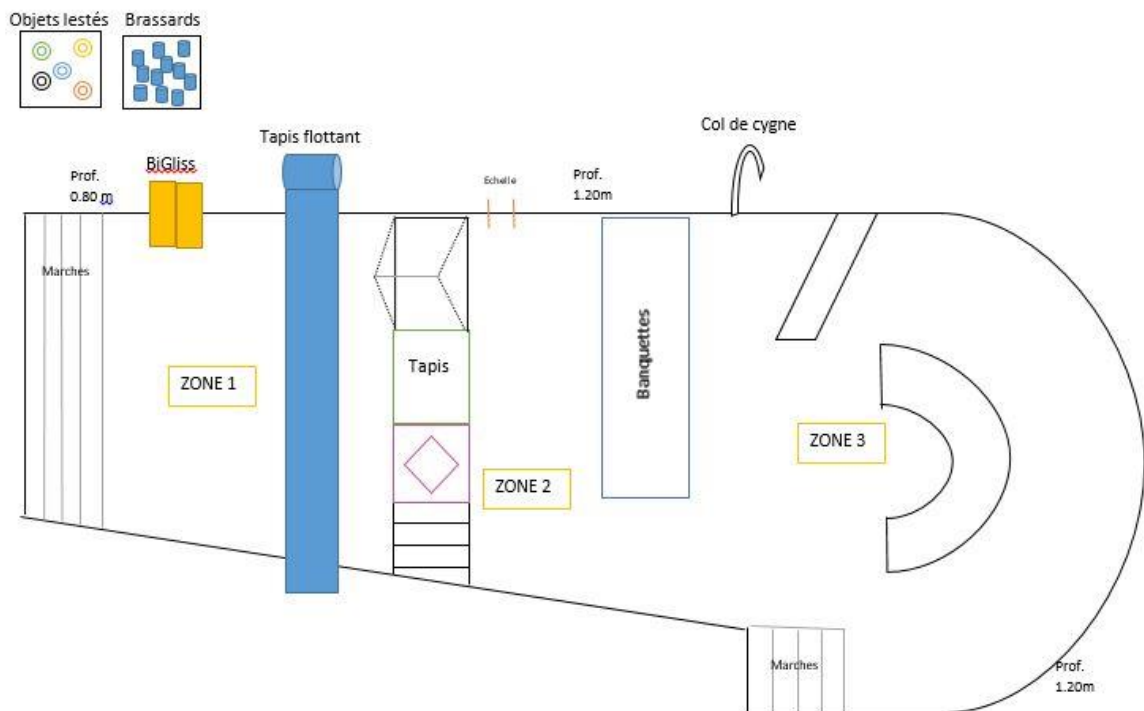 Objets lestés
Brassards
Tapis flottant
Col de cygne
BiGliss
Prof.
0.80 m
Echelle
Prof.
1.20m
Marches
Tapis
Banquettes
ZONE 1
ZONE 2
ZONE 3
Marches
Prof.
1.20m